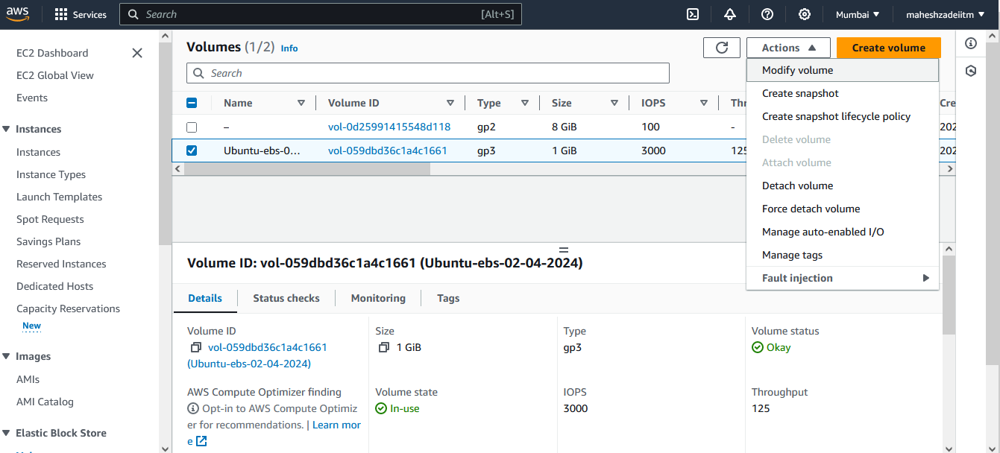 aws
Services
Search
[Alt+S]
Mumbai
maheshzadeiitm
EC2 Dashboard
EC2 Global View
Events
Instances
Instances
Instance Types
Launch Templates
Spot Requests
Savings Plans
Reserved Instances
Dedicated Hosts
Capacity Reservations
New
Images
AMIs
AMI Catalog
Elastic Block Store
Volumes (1/2) Info
Actions
Create volume
Search
Name Volume ID Type Size IOPS Thr Cre
– vol-0d25991415548d118 gp2 8 GiB 100 - 202
Ubuntu-ebs-0... vol-059dbd36c1a4c1661 gp3 1 GiB 3000 125 202
Modify volume
Create snapshot
Create snapshot lifecycle policy
Delete volume
Attach volume
Detach volume
Force detach volume
Manage auto-enabled I/O
Manage tags
Fault injection
Volume ID: vol-059dbd36c1a4c1661 (Ubuntu-ebs-02-04-2024)
Details Status checks Monitoring Tags
Volume ID
vol-059dbd36c1a4c1661
(Ubuntu-ebs-02-04-2024)
Size
1 GiB
Type
gp3
Volume status
Okay
AWS Compute Optimizer finding
Opt-in to AWS Compute Optimiz
er for recommendations. | Learn mor
e
Volume state
In-use
IOPS
3000
Throughput
125